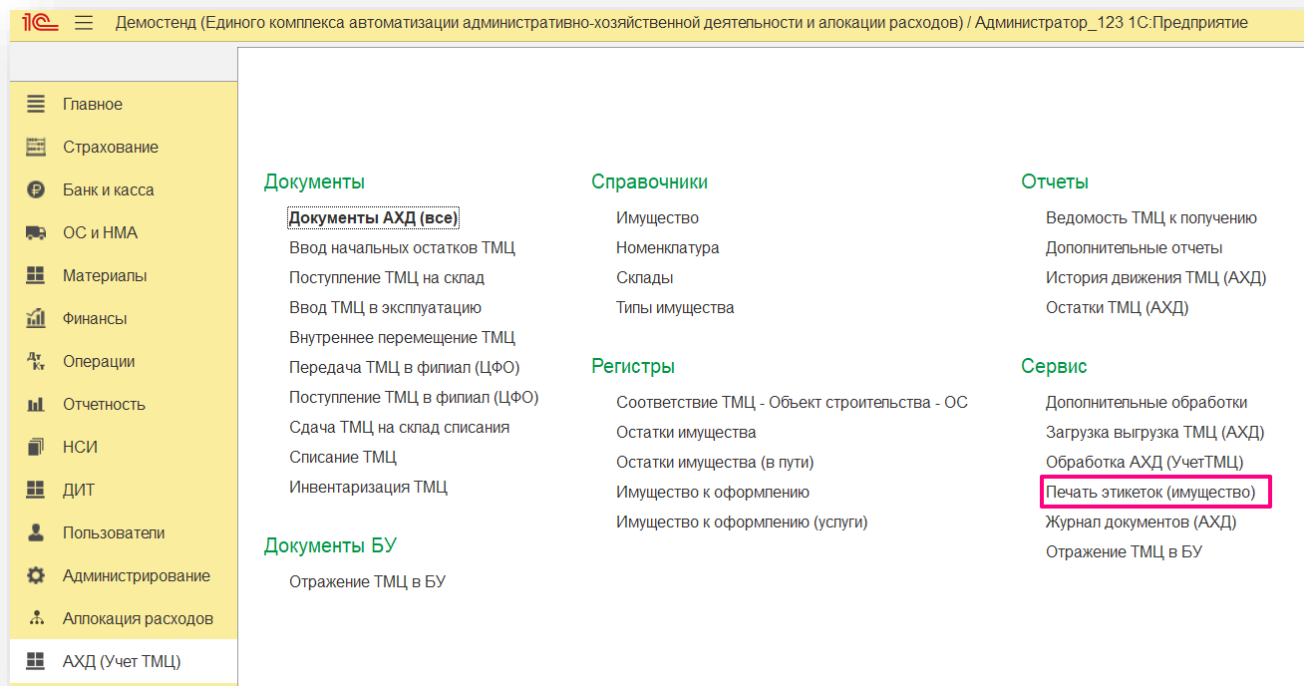 1С Демостенд (Единого комплекса автоматизации административно-хозяйственной деятельности и алокации расходов) / Администратор_123 1С:Предприятие
Главное
Страхование
Банк и касса
ОС и НМА
Материалы
Финансы
Дт Кт Операции
Отчетность
НСИ
ДИТ
Пользователи
Администрирование
Аллокация расходов
АХД (Учет ТМЦ)
Документы
Документы АХД (все)
Ввод начальных остатков ТМЦ
Поступление ТМЦ на склад
Ввод ТМЦ в эксплуатацию
Внутреннее перемещение ТМЦ
Передача ТМЦ в филиал (ЦФО)
Поступление ТМЦ в филиал (ЦФО)
Сдача ТМЦ на склад списания
Списание ТМЦ
Инвентаризация ТМЦ
Документы БУ
Отражение ТМЦ в БУ
Справочники
Имущество
Номенклатура
Склады
Типы имущества
Регистры
Соответствие ТМЦ - Объект строительства - ОС
Остатки имущества
Остатки имущества (в пути)
Имущество к оформлению
Имущество к оформлению (услуги)
Отчеты
Ведомость ТМЦ к получению
Дополнительные отчеты
История движения ТМЦ (АХД)
Остатки ТМЦ (АХД)
Сервис
Дополнительные обработки
Загрузка выгрузка ТМЦ (АХД)
Обработка АХД (УчетТМЦ)
Печать этикеток (имущество)
Журнал документов (АХД)
Отражение ТМЦ в БУ